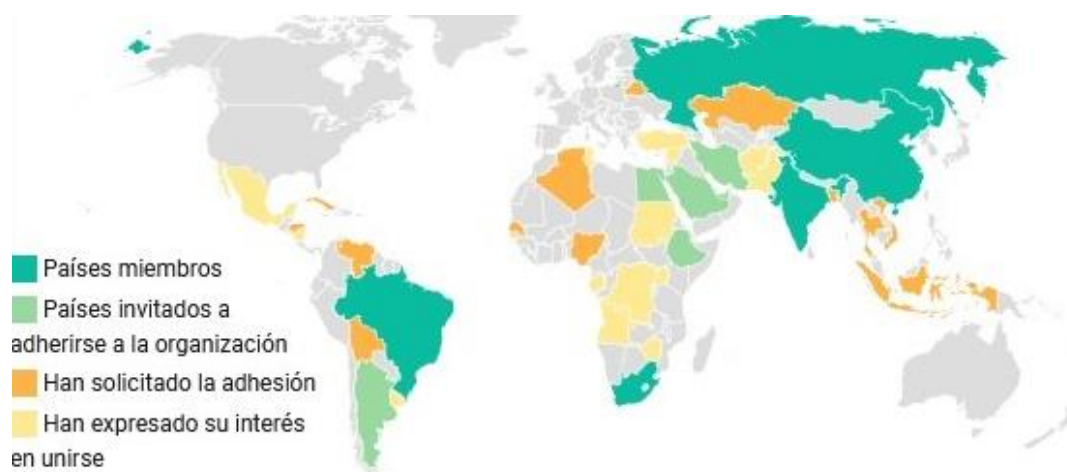 Países miembros
Países invitados a
adherirse a la organización
Han solicitado la adhesión
Han expresado su interés
en unirse